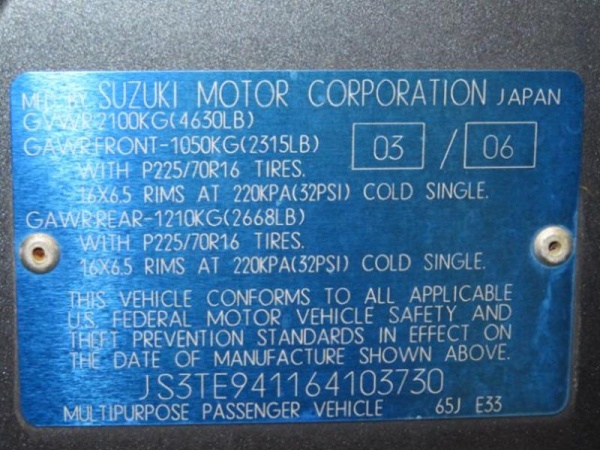 MFD BY SUZUKI MOTOR CORPORATION JAPAN
GVWR 2100KG(4630LB)
GAWR FRONT-1050KG(2315LB) 03 / 06
WITH P225/70R16 TIRES.
16X6.5 RIMS AT 220KPA(32PSI) COLD SINGLE.
GAWR REAR-1210KG(2668LB)
WITH P225/70R16 TIRES.
16X6.5 RIMS AT 220KPA(32PSI) COLD SINGLE.
THIS VEHICLE CONFORMS TO ALL APPLICABLE
U.S. FEDERAL MOTOR VEHICLE SAFETY AND
THEFT PREVENTION STANDARDS IN EFFECT ON
THE DATE OF MANUFACTURE SHOWN ABOVE.
JS3TE941164103730
MULTIPURPOSE PASSENGER VEHICLE 65J E33